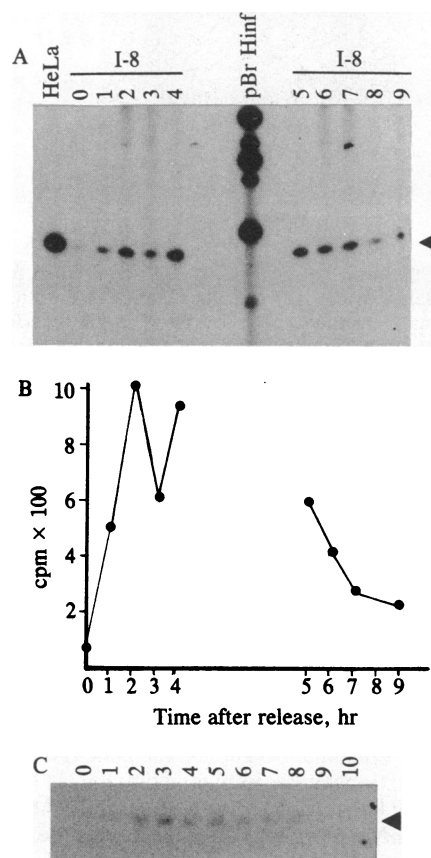 A
HeLa
I-8
0 1 2 3 4
pBr Hinf
I-8
5 6 7 8 9
B
cpm × 100
10
8
6
4
2
0 1 2 3 4 5 6 7 8 9
Time after release, hr
C
0 1 2 3 4 5 6 7 8 9 10